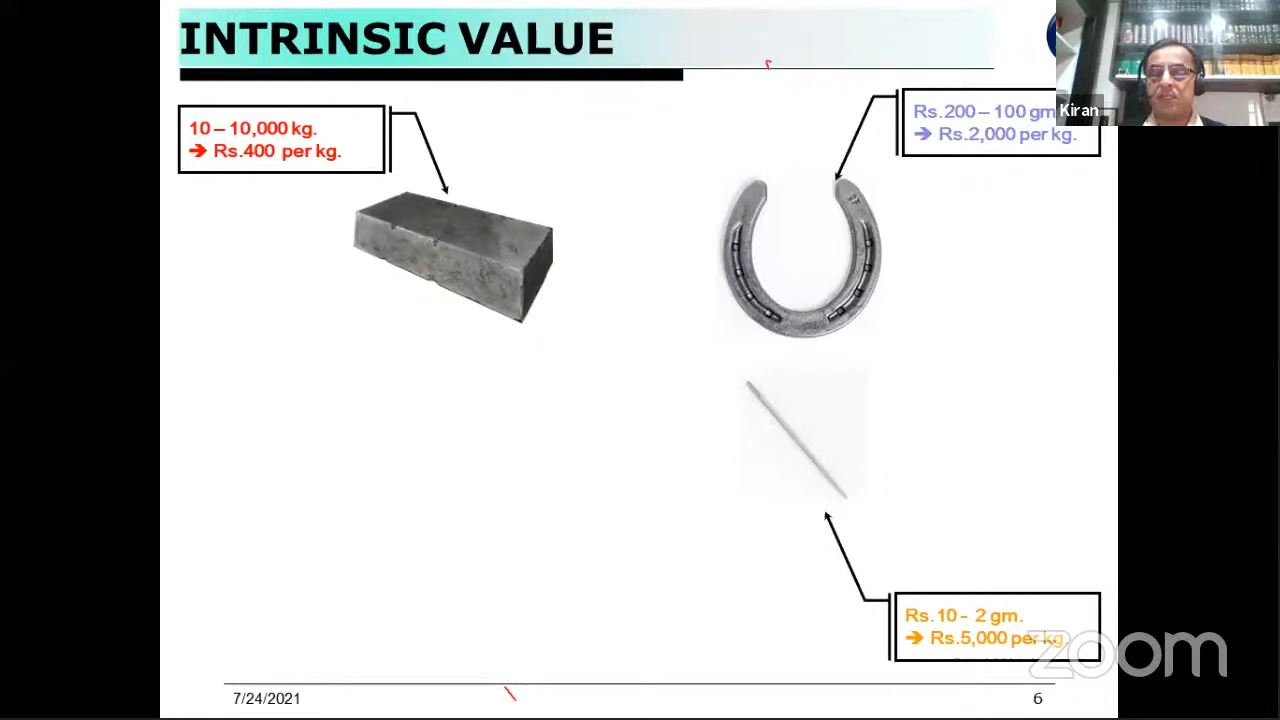 INTRINSIC VALUE
10 – 10,000 kg.
➔ Rs.400 per kg.
Rs.200 – 100 gm
➔ Rs.2,000 per kg.
Kiran
Rs.10 - 2 gm.
➔ Rs.5,000 per kg.
zoom
7/24/2021
6